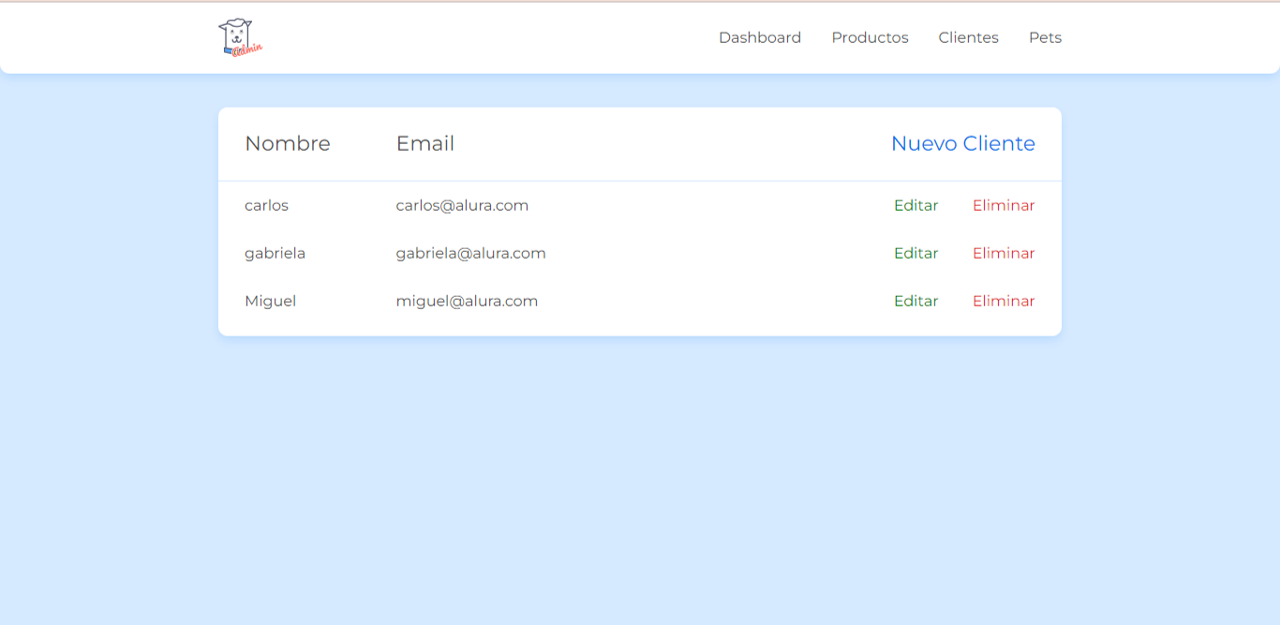 Admin
Dashboard Productos Clientes Pets
Nombre Email Nuevo Cliente
carlos carlos@alura.com Editar Eliminar
gabriela gabriela@alura.com Editar Eliminar
Miguel miguel@alura.com Editar Eliminar